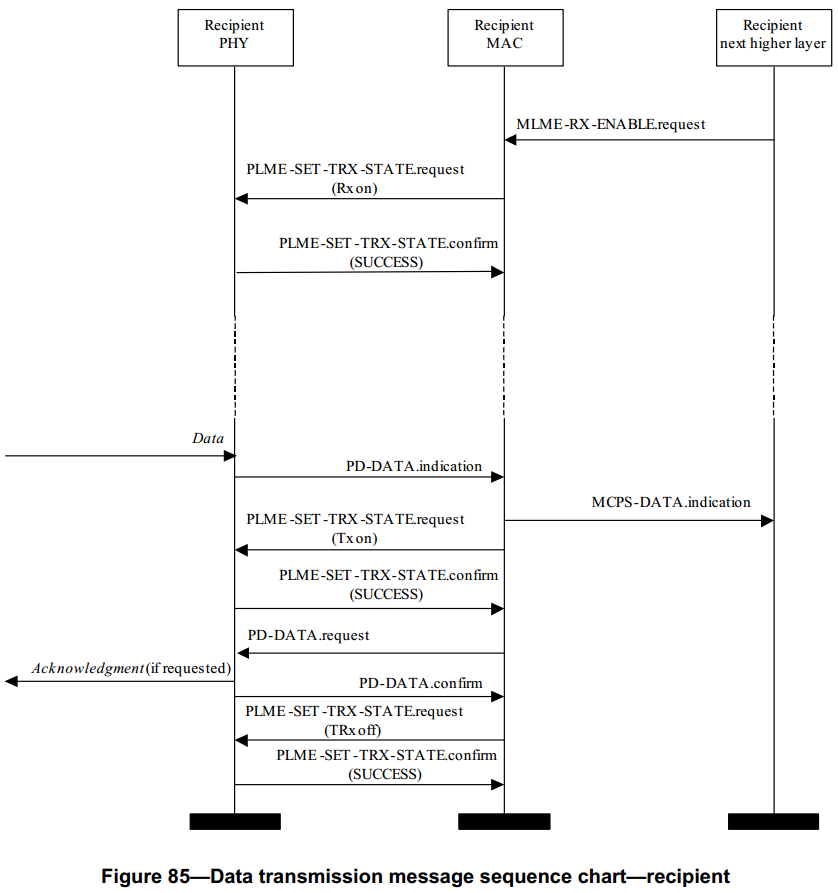 Recipient
PHY
Recipient
MAC
Recipient
next higher layer
MLME-RX-ENABLE.request
PLME-SET-TRX-STATE.request
(Rx on)
PLME-SET-TRX-STATE.confirm
(SUCCESS)
Data
PD-DATA.indication
MCPS-DATA.indication
PLME-SET-TRX-STATE.request
(Tx on)
PLME-SET-TRX-STATE.confirm
(SUCCESS)
PD-DATA.request
Acknowledgment (if requested)
PD-DATA.confirm
PLME-SET-TRX-STATE.request
(TRx off)
PLME-SET-TRX-STATE.confirm
(SUCCESS)
Figure 85—Data transmission message sequence chart—recipient